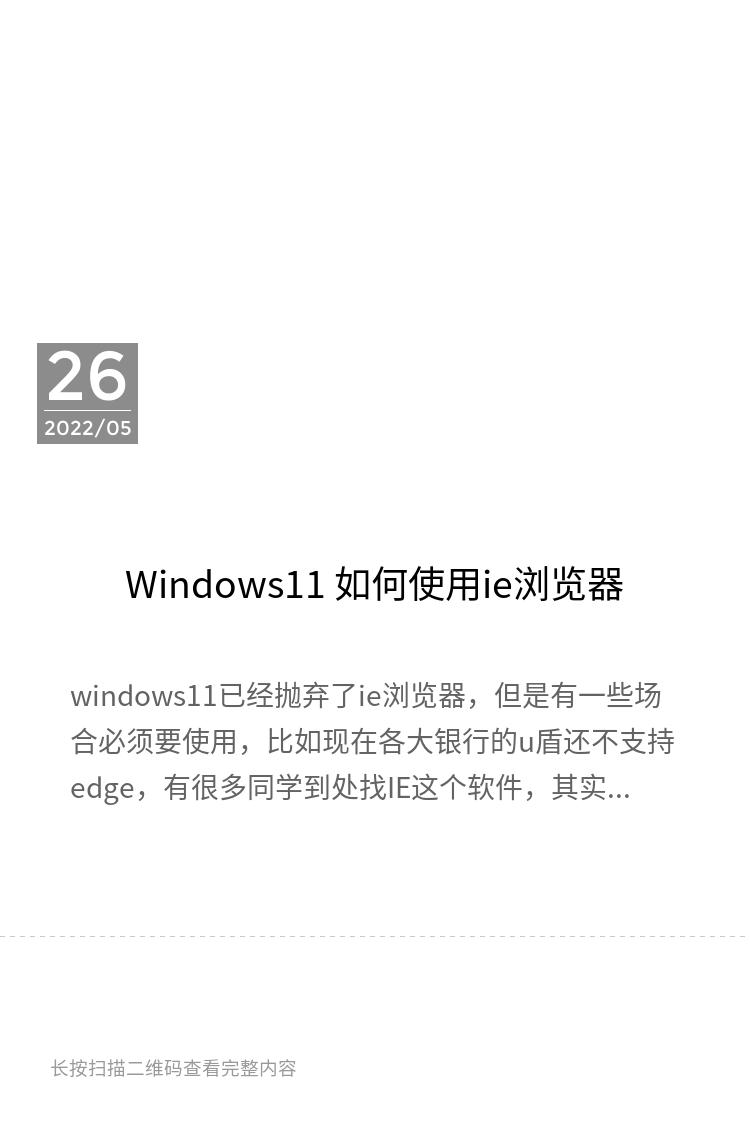 26
2022/05
Windows11 如何使用ie浏览器
windows11已经抛弃了ie浏览器，但是有一些场
合必须要使用，比如现在各大银行的u盾还不支持
edge，有很多同学到处找IE这个软件，其实...
长按扫描二维码查看完整内容